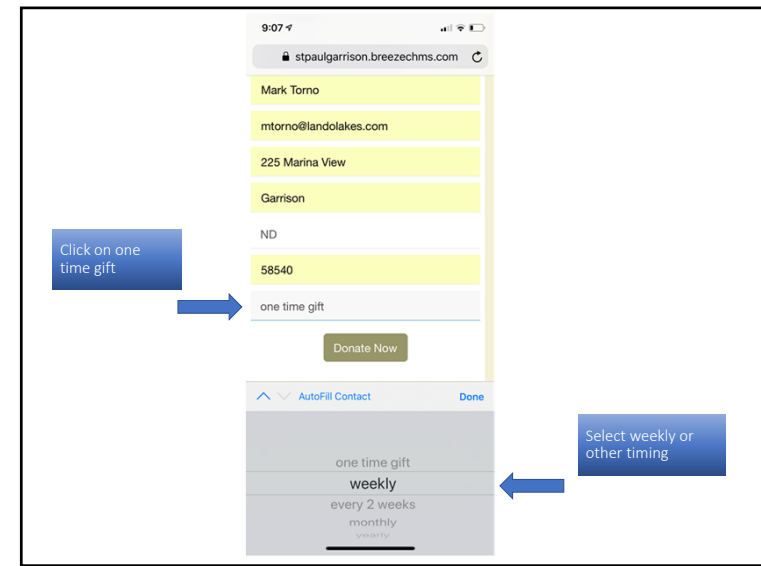 9:07
stpaulgarrison.breezechms.com
Mark Torno
mtorno@landolakes.com
225 Marina View
Garrison
ND
58540
one time gift
Donate Now
AutoFill Contact
Done
one time gift
weekly
every 2 weeks
monthly
yearly
Click on one
time gift
Select weekly or
other timing